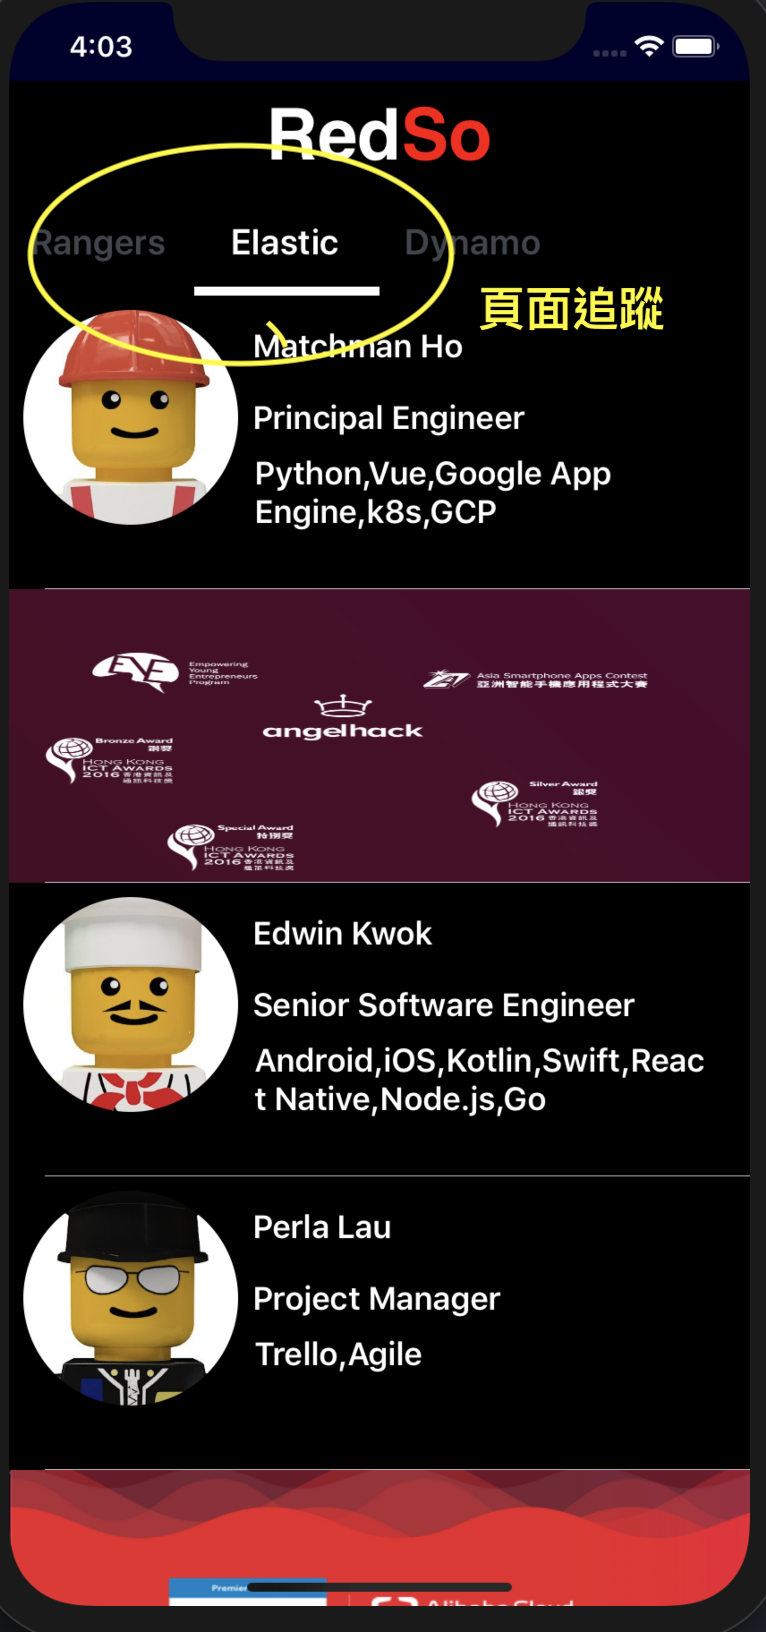 4:03
RedSo
Rangers
Elastic
Dynamo
頁面追蹤
Matchman Ho
Principal Engineer
Python,Vue,Google App
Engine,k8s,GCP
EYE
Empowering
Young
Entrepreneurs
Program
Asia Smartphone Apps Contest
亞洲智能手機應用程式大賽
angelhack
Bronze Award
銅獎
HONG KONG
ICT AWARDS
2016 香港資訊及
通訊科技獎
Silver Award
銀獎
HONG KONG
ICT AWARDS
2016 香港資訊及
通訊科技獎
Special Award
特別獎
HONG KONG
ICT AWARDS
2016 香港資訊及
通訊科技獎
Edwin Kwok
Senior Software Engineer
Android,iOS,Kotlin,Swift,Reac
t Native,Node.js,Go
Perla Lau
Project Manager
Trello,Agile
Premier
Alibaba Cloud